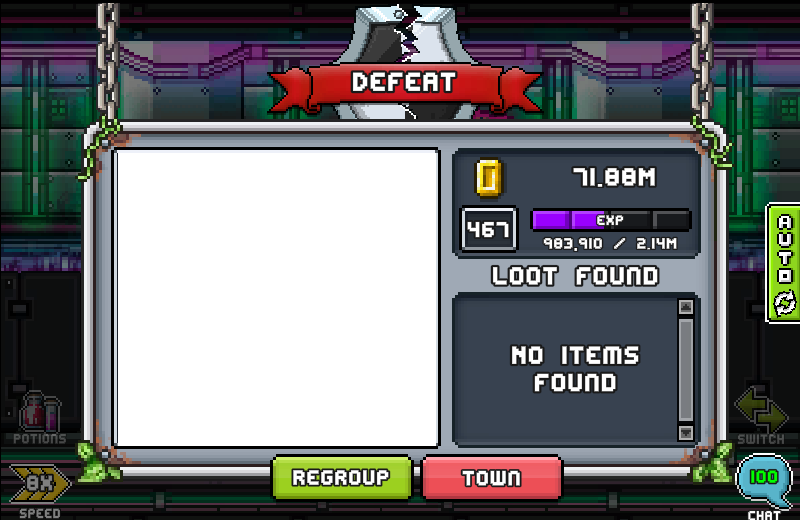 DEFEAT
71.88M
467
EXP
983,910 / 2.14M
LOOT FOUND
NO ITEMS
FOUND
AUTO
POTIONS
SWITCH
8X
SPEED
REGROUP
TOWN
100
CHAT